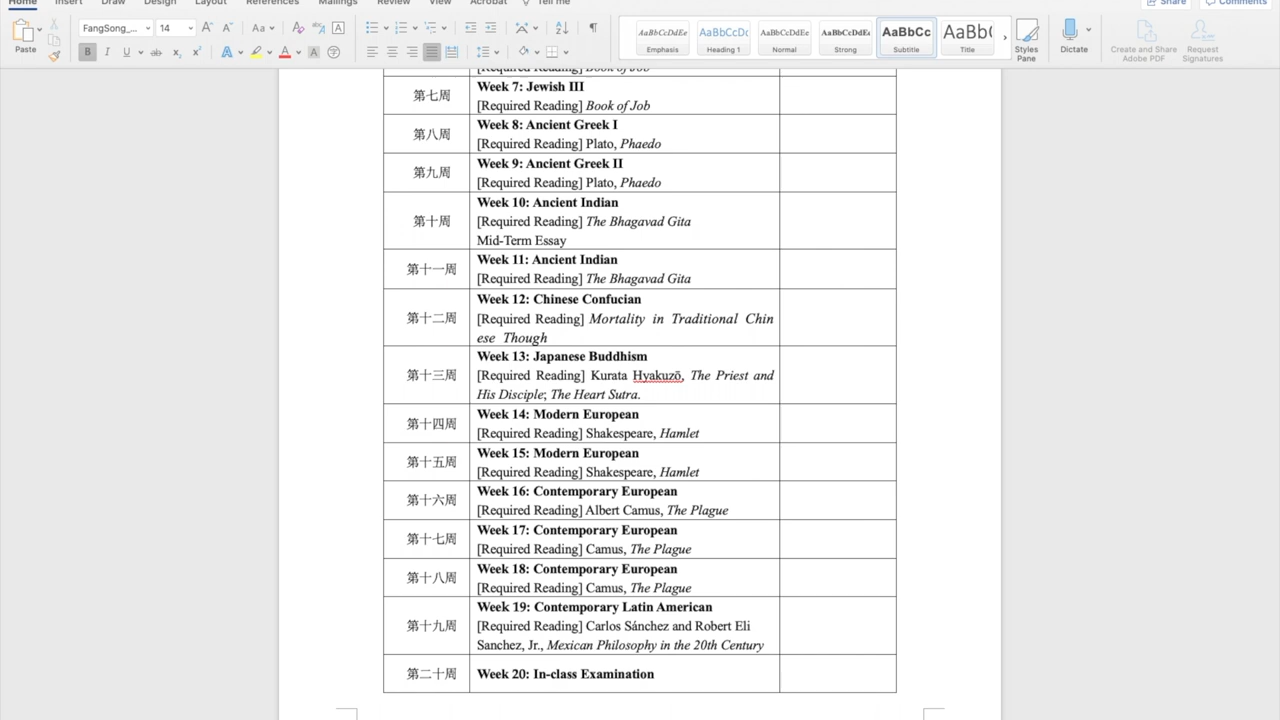 Home Insert Draw Design Layout References Mailings Review View Acrobat Tell me Share Comments
Paste FangSong_... 14 A A Aa A abc A AaBbCcDdEe AaBbCcDc AaBbCcDdEe AaBbCcDdEe AaBbCc AaBb( Styles Pane Dictate Create and Share Adobe PDF Request Signatures
B I U ab x x A A A Emphasis Heading 1 Normal Strong Subtitle Title
[Required Reading] Book of Job
第七周 Week 7: Jewish III
[Required Reading] Book of Job
第八周 Week 8: Ancient Greek I
[Required Reading] Plato, Phaedo
第九周 Week 9: Ancient Greek II
[Required Reading] Plato, Phaedo
第十周 Week 10: Ancient Indian
[Required Reading] The Bhagavad Gita
Mid-Term Essay
第十一周 Week 11: Ancient Indian
[Required Reading] The Bhagavad Gita
第十二周 Week 12: Chinese Confucian
[Required Reading] Mortality in Traditional Chin
ese Though
第十三周 Week 13: Japanese Buddhism
[Required Reading] Kurata Hyakuzō, The Priest and
His Disciple; The Heart Sutra.
第十四周 Week 14: Modern European
[Required Reading] Shakespeare, Hamlet
第十五周 Week 15: Modern European
[Required Reading] Shakespeare, Hamlet
第十六周 Week 16: Contemporary European
[Required Reading] Albert Camus, The Plague
第十七周 Week 17: Contemporary European
[Required Reading] Camus, The Plague
第十八周 Week 18: Contemporary European
[Required Reading] Camus, The Plague
第十九周 Week 19: Contemporary Latin American
[Required Reading] Carlos Sánchez and Robert Eli
Sanchez, Jr., Mexican Philosophy in the 20th Century
第二十周 Week 20: In-class Examination